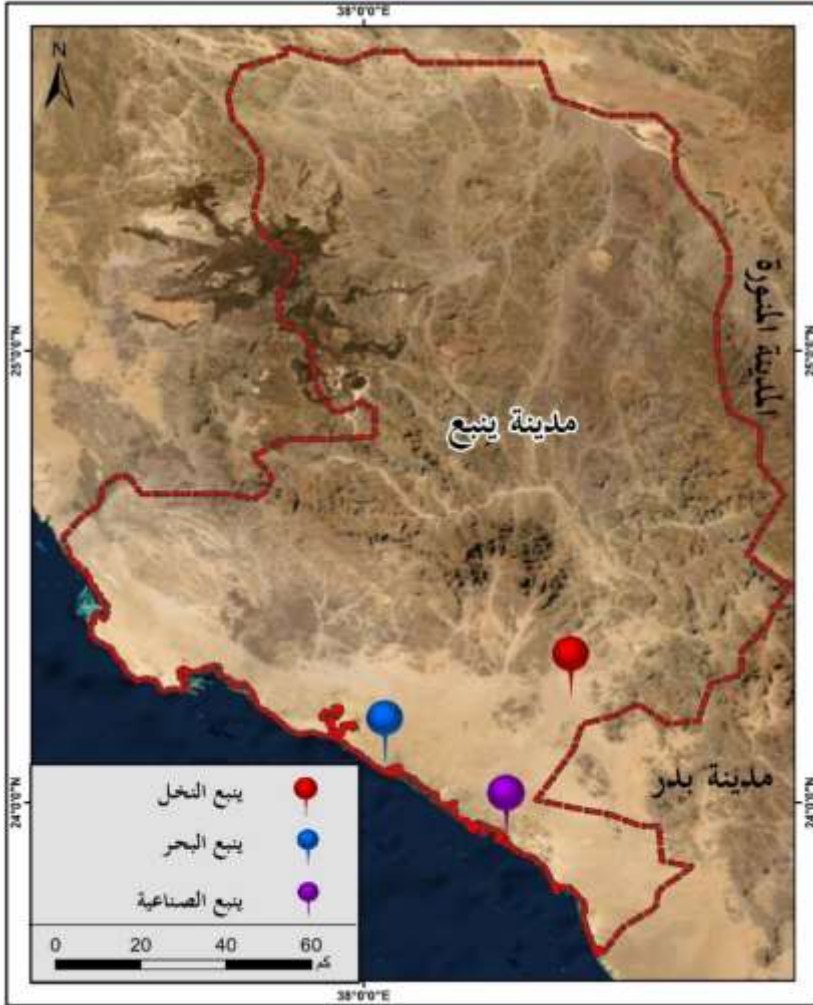 38°0'0"E
N
المدينة المنورة
25°0'0"N
25°0'0"N
مدينة ينبع
مدينة بدر
24°0'0"N
24°0'0"N
ينبع النخل
ينبع البحر
ينبع الصناعية
0 20 40 60
كم
38°0'0"E